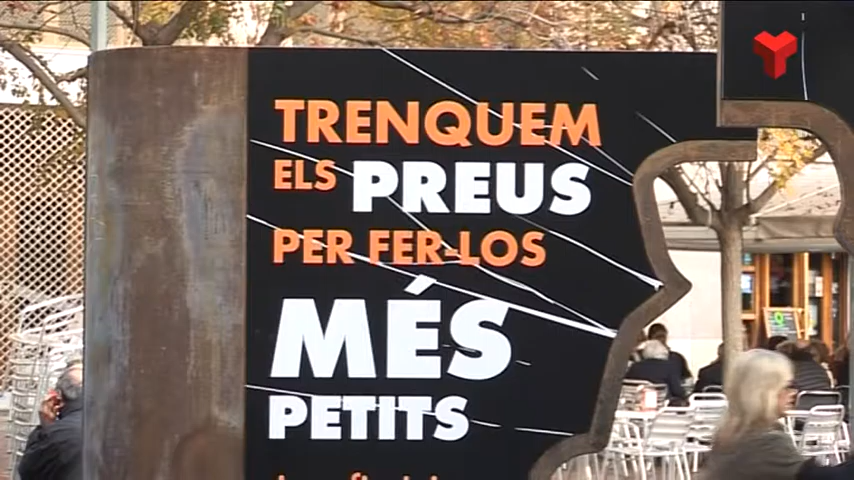 TRENQUEM
ELS PREUS
PER FER-LOS
MÉS
PETITS